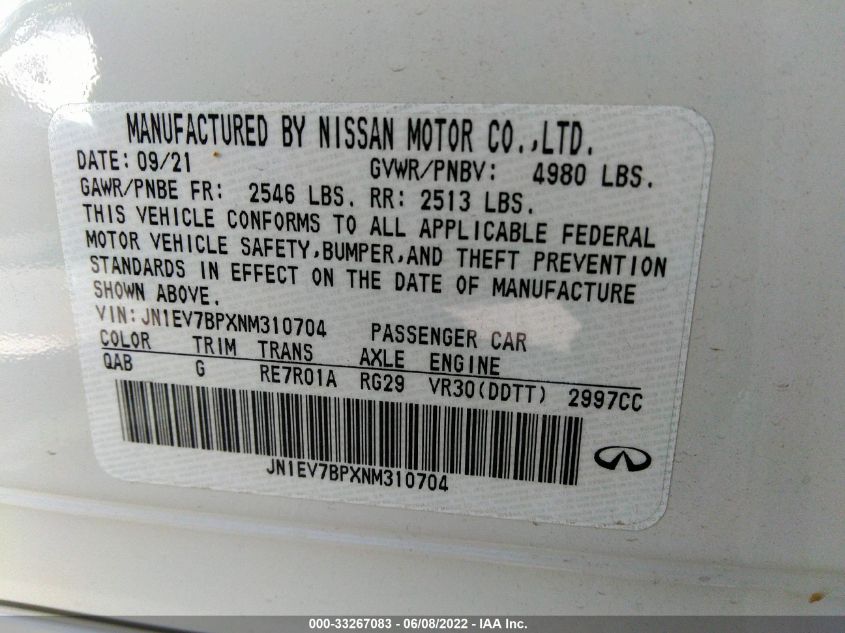 MANUFACTURED BY NISSAN MOTOR CO.,LTD.
DATE: 09/21 GVWR/PNBV: 4980 LBS.
GAWR/PNBE FR: 2546 LBS. RR: 2513 LBS.
THIS VEHICLE CONFORMS TO ALL APPLICABLE FEDERAL
MOTOR VEHICLE SAFETY,BUMPER,AND THEFT PREVENTION
STANDARDS IN EFFECT ON THE DATE OF MANUFACTURE
SHOWN ABOVE.
VIN:JN1EV7BPXNM310704 PASSENGER CAR
COLOR TRIM TRANS AXLE ENGINE
QAB G RE7R01A RG29 VR30(DDTT) 2997CC
JN1EV7BPXNM310704
000-33267083 - 06/08/2022 - IAA Inc.